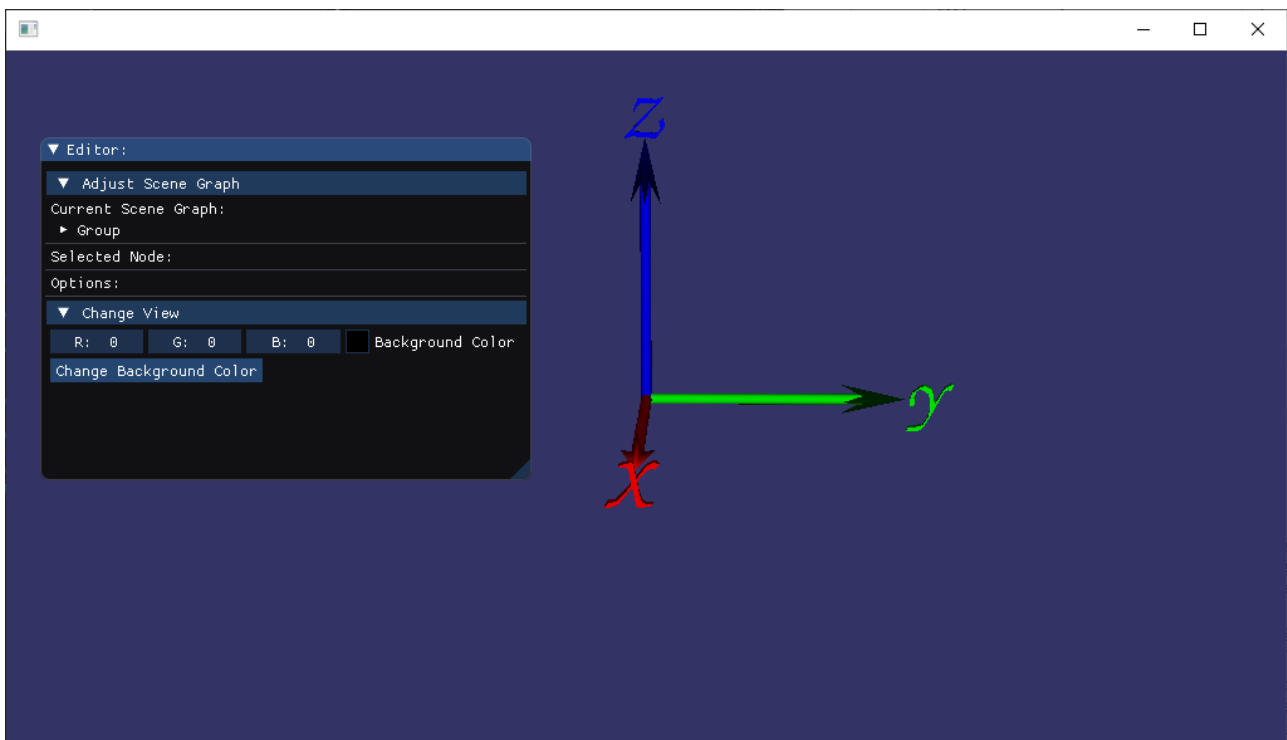 Editor:
Adjust Scene Graph
Current Scene Graph:
Group
Selected Node:
Options:
Change View
R: 0 G: 0 B: 0 Background Color
Change Background Color
z
y
x